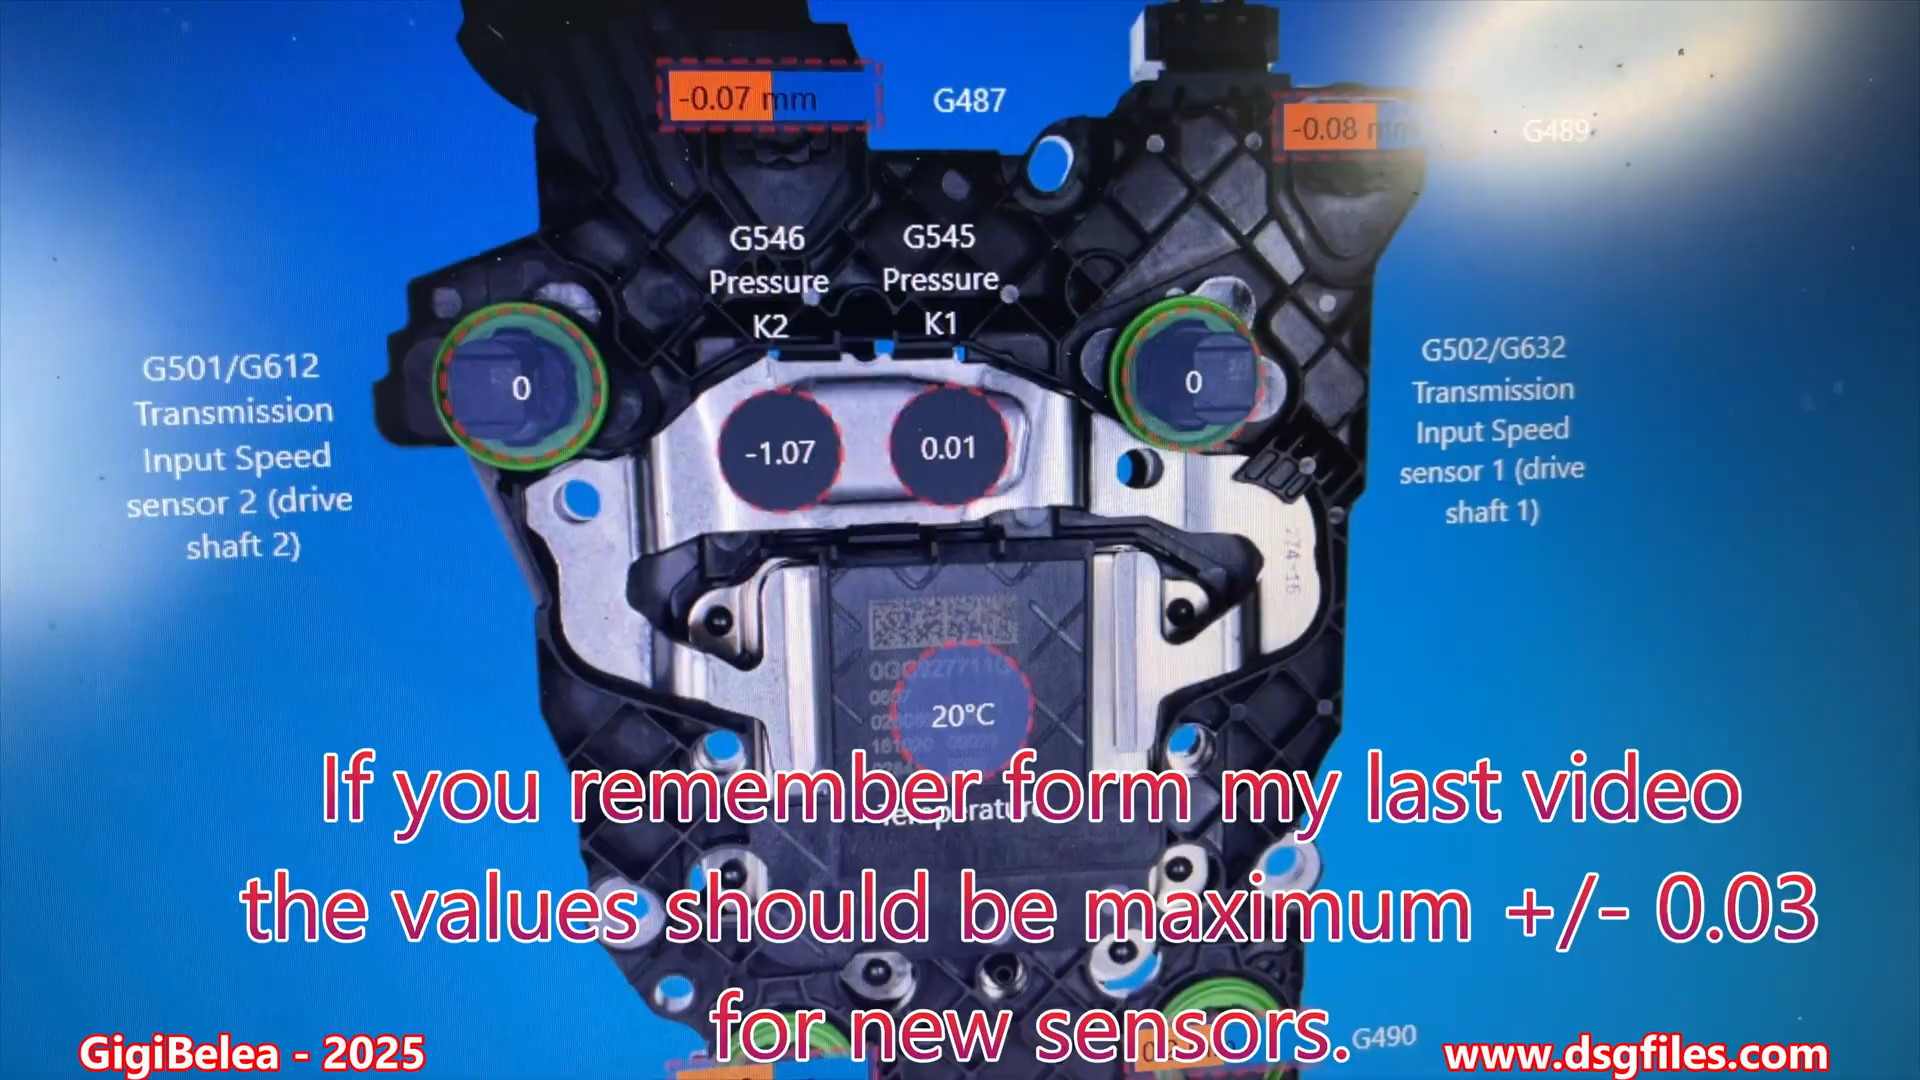 -0.07 mm
G487
-0.08 mm
G489
G546
Pressure
K2
G545
Pressure
K1
G501/G612
Transmission
Input Speed
sensor 2 (drive
shaft 2)
0
0
G502/G632
Transmission
Input Speed
sensor 1 (drive
shaft 1)
-1.07
0.01
274-16
20°C
Temperature
If you remember form my last video
the values should be maximum +/- 0.03
for new sensors.
G490
GigiBelea - 2025
www.dsgfiles.com